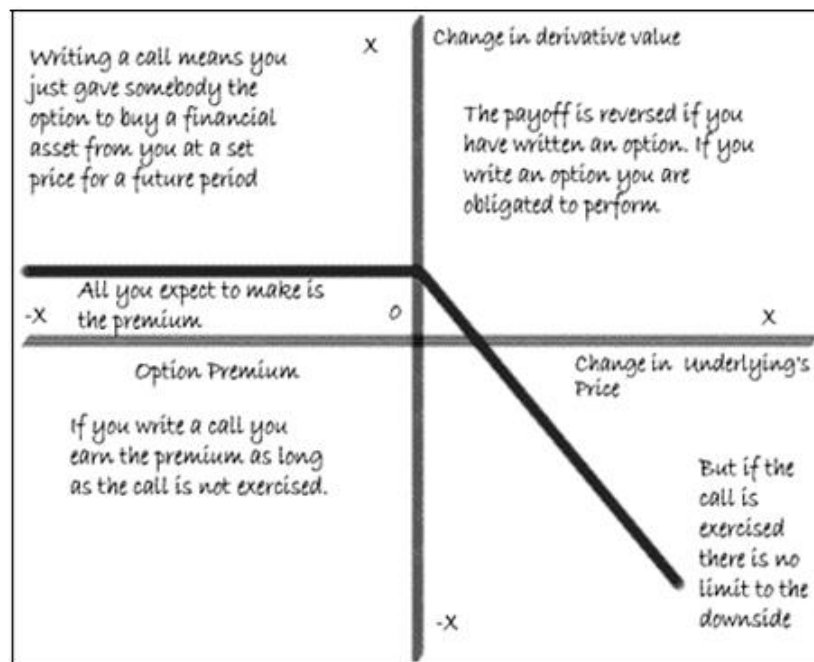 Writing a call means you
just gave somebody the
option to buy a financial
asset from you at a set
price for a future period
X
Change in derivative value
The payoff is reversed if you
have written an option. If you
write an option you are
obligated to perform
All you expect to make is
the premium
-X
0
X
Option Premium
Change in Underlying's
Price
If you write a call you
earn the premium as long
as the call is not exercised.
But if the
call is
exercised
there is no
limit to the
downside
-X